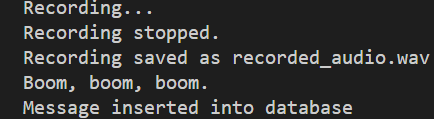 Recording...
Recording stopped.
Recording saved as recorded_audio.wav
Boom, boom, boom.
Message inserted into database